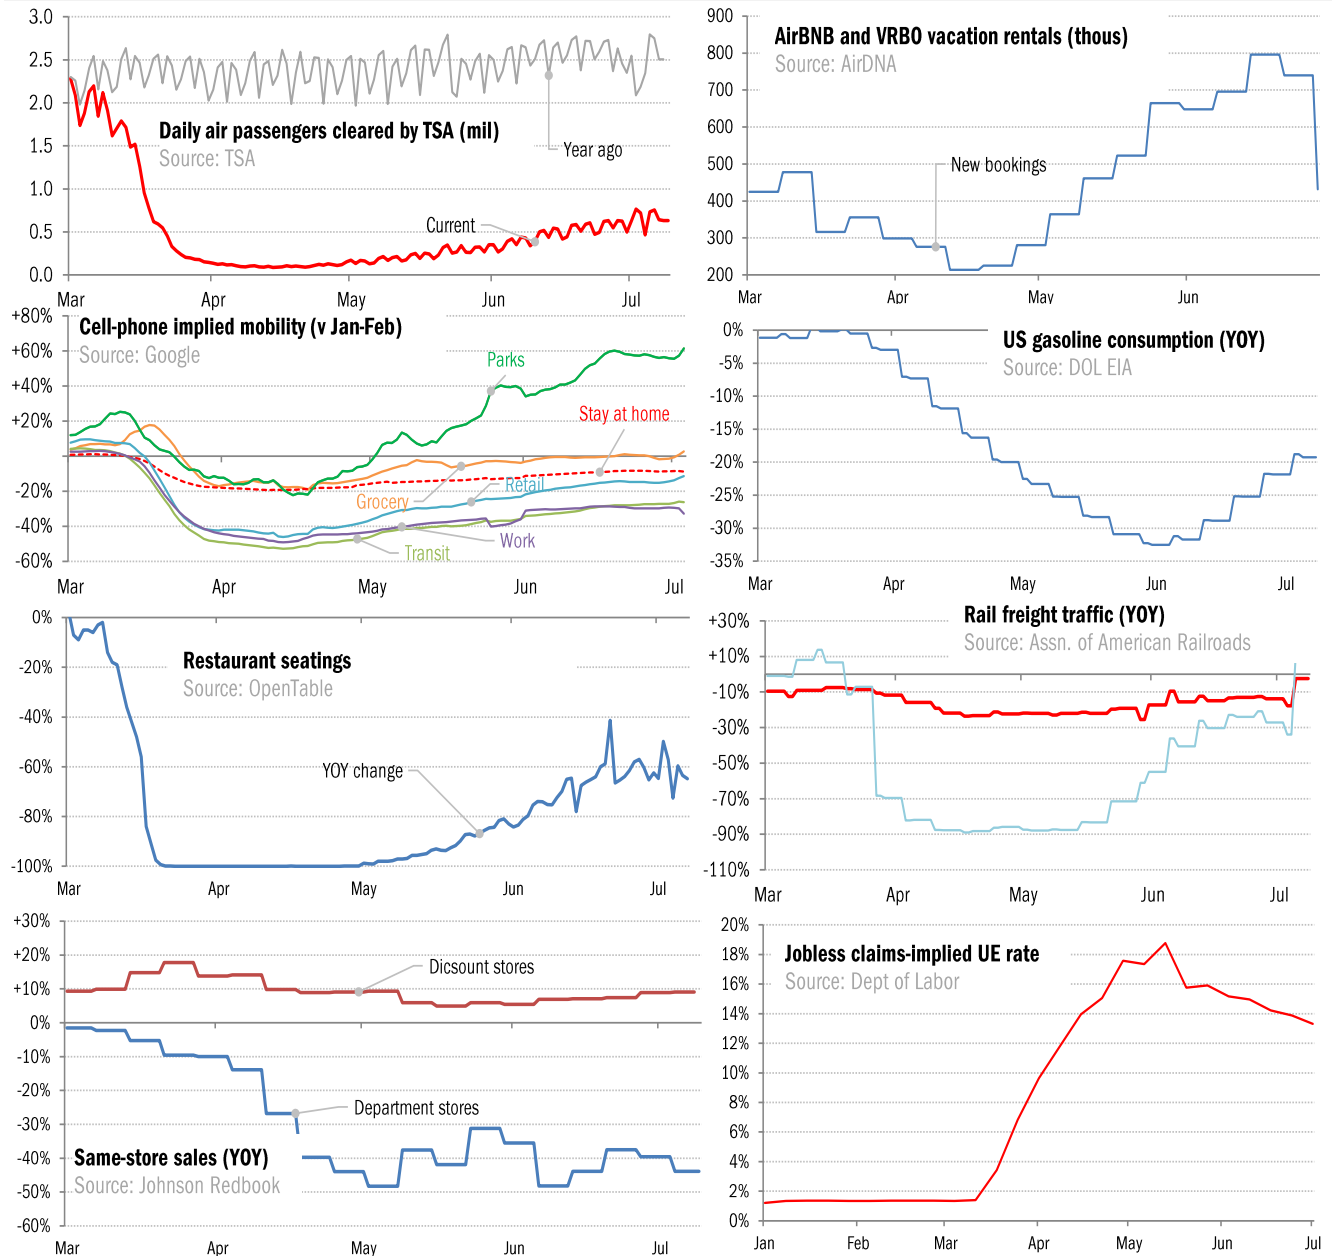 3.0
2.5
2.0
1.5
1.0
0.5
0.0
Daily air passengers cleared by TSA (mil)
Source: TSA
Year ago
Current
Mar
Apr
May
Jun
Jul
900
800
700
600
500
400
300
200
AirBNB and VRBO vacation rentals (thous)
Source: AirDNA
New bookings
Mar
Apr
May
Jun
+80%
+60%
+40%
+20%
-20%
-40%
-60%
Cell-phone implied mobility (v Jan-Feb)
Source: Google
Parks
Stay at home
Retail
Grocery
Work
Transit
Mar
Apr
May
Jun
Jul
0%
-5%
-10%
-15%
-20%
-25%
-30%
-35%
US gasoline consumption (YOY)
Source: DOL EIA
Mar
Apr
May
Jun
Jul
0%
-20%
-40%
-60%
-80%
-100%
Restaurant seatings
Source: OpenTable
YOY change
Mar
Apr
May
Jun
Jul
+30%
+10%
-10%
-30%
-50%
-70%
-90%
-110%
Rail freight traffic (YOY)
Source: Assn. of American Railroads
Mar
Apr
May
Jun
Jul
+30%
+20%
+10%
0%
-10%
-20%
-30%
-40%
-50%
-60%
Dicsount stores
Department stores
Same-store sales (YOY)
Source: Johnson Redbook
Mar
Apr
May
Jun
Jul
20%
18%
16%
14%
12%
10%
8%
6%
4%
2%
0%
Jobless claims-implied UE rate
Source: Dept of Labor
Jan
Feb
Mar
Apr
May
Jun
Jul